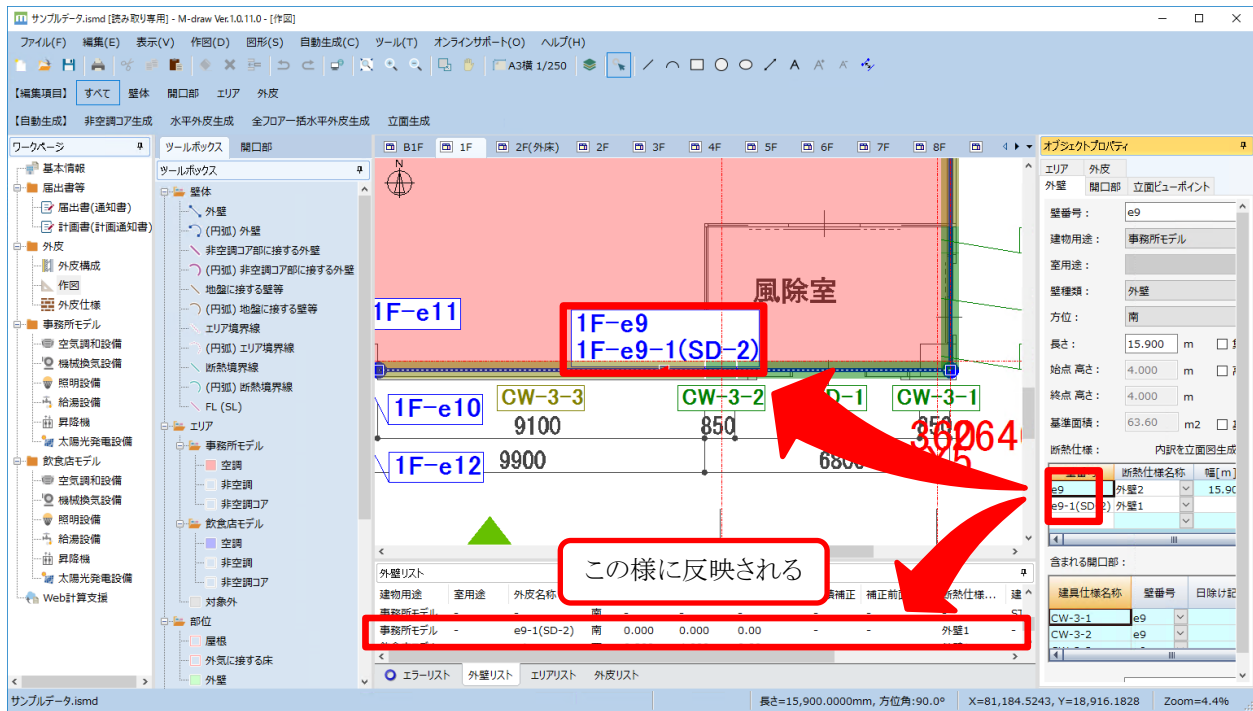 サンプルデータ.ismd [読み取り専用] - M-draw Ver.1.0.11.0 - [作図]
ファイル(F) 編集(E) 表示(V) 作図(D) 図形(S) 自動生成(C) ツール(T) オンラインサポート(O) ヘルプ(H)
A3横 1/250
【編集項目】 すべて 壁体 開口部 エリア 外皮
【自動生成】 非空調コア生成 水平外皮生成 全フロアー括水平外皮生成 立面生成
ワークページ
基本情報
届出書等
届出書(通知書)
計画書(計画通知書)
外皮
外皮構成
作図
外皮仕様
事務所モデル
空気調和設備
機械換気設備
照明設備
給湯設備
昇降機
太陽光発電設備
飲食店モデル
空気調和設備
機械換気設備
照明設備
給湯設備
昇降機
太陽光発電設備
Web計算支援
ツールボックス 開口部
ツールボックス
壁体
外壁
(円弧) 外壁
非空調コア部に接する外壁
(円弧) 非空調コア部に接する外壁
地盤に接する壁等
(円弧) 地盤に接する壁等
エリア境界線
(円弧) エリア境界線
断熱境界線
(円弧) 断熱境界線
FL (SL)
エリア
事務所モデル
空調
非空調
非空調コア
飲食店モデル
空調
非空調
非空調コア
対象外
部位
屋根
外気に接する床
外壁
B1F 1F 2F(外床) 2F 3F 4F 5F 6F 7F 8F
N
風除室
1F-e11
1F-e9
1F-e9-1(SD-2)
CW-3-3 CW-3-2 D-1 CW-3-1
1F-e10
9100 850
1F-e12
9900
この様に反映される
外壁リスト
建物用途 室用途 外皮名称 補正 補正前
事務所モデル - e9-1(SD-2) 南 0.000 0.000 0.00 - - 外壁1 -
エラーリスト 外壁リスト エリアリスト 外皮リスト
オブジェクトプロパティ
エリア 外皮
外壁 開口部 立面ビューポイント
壁番号： e9
建物用途： 事務所モデル
室用途：
壁種類： 外壁
方位： 南
長さ： 15.900 m
始点 高さ： 4.000 m
終点 高さ： 4.000 m
基準面積： 63.60 m2
断熱仕様： 内訳を立面図生成
断熱仕様名称 幅[m]
e9 外壁2 15.90
e9-1(SD-2) 外壁1
含まれる開口部：
建具仕様名称 壁番号 日除け記
CW-3-1 e9
CW-3-2 e9
サンプルデータ.ismd
長さ=15,900.0000mm, 方位角:90.0° X=81,184.5243, Y=18,916.1828 Zoom=4.4%